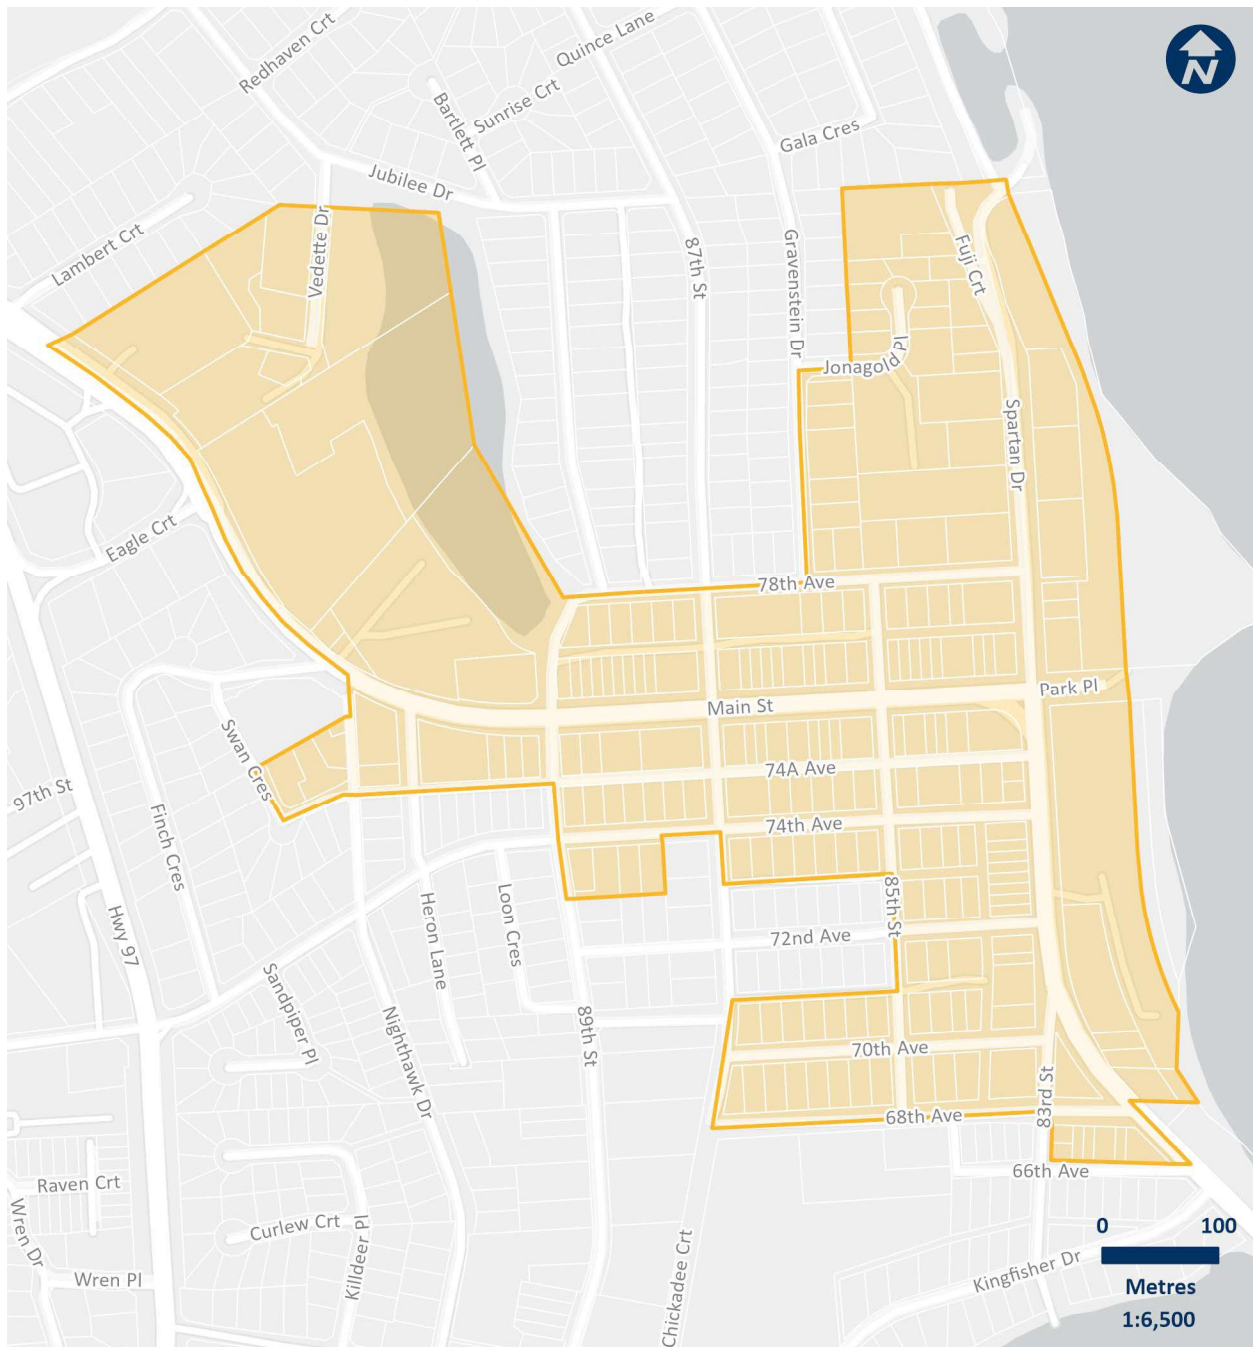 Redhaven Crt
Quince Lane
Sunrise Crt
Bartlett Pl
Gala Cres
N
Jubilee Dr
Lambert Crt
Vedette Dr
87th St
Gravenstein Dr
Fuji Crt
Jonagold Pl
Spartan Dr
Eagle Crt
78th Ave
Park Pl
Main St
Swan Cres
74A Ave
97th St
Finch Cres
74th Ave
85th St
Hwy 97
Heron Lane
Loon Cres
72nd Ave
Sandpiper Pl
Nighthawk Dr
89th St
70th Ave
83rd St
68th Ave
66th Ave
Raven Crt
Wren Dr
Curlew Crt
Killdeer Pl
Wren Pl
Chickadee Crt
Kingfisher Dr
0 100
Metres
1:6,500